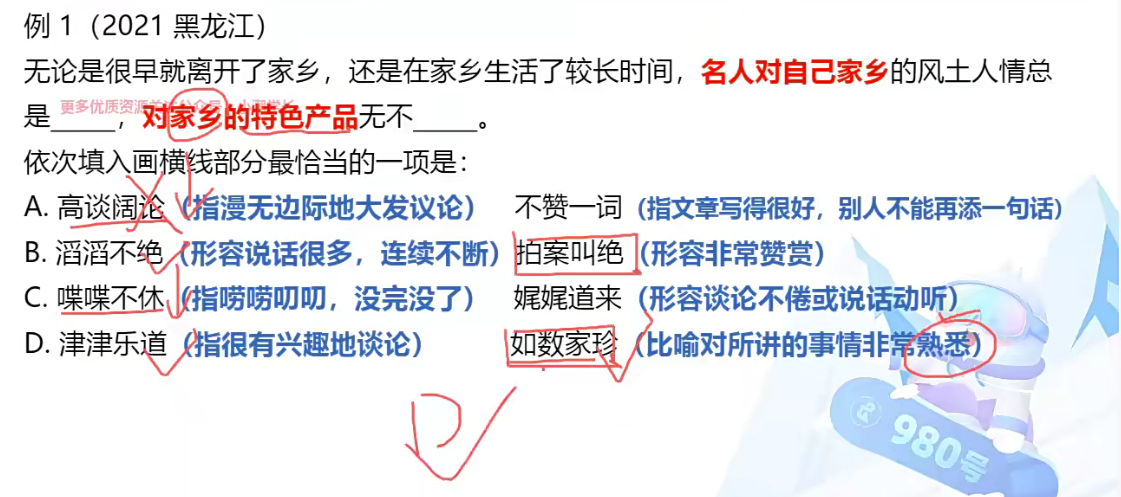 例 1（2021 黑龙江）
无论是很早就离开了家乡，还是在家乡生活了较长时间，名人对自己家乡的风土人情总
是_____，对家乡的特色产品无不_____。
更多优质资源
依次填入画横线部分最恰当的一项是：
A. 高谈阔论（指漫无边际地大发议论） 不赞一词（指文章写得很好，别人不能再添一句话）
B. 滔滔不绝（形容说话很多，连续不断） 拍案叫绝（形容非常赞赏）
C. 喋喋不休（指唠唠叨叨，没完没了） 娓娓道来（形容谈论不倦或说话动听）
D. 津津乐道（指很有兴趣地谈论） 如数家珍（比喻对所讲的事情非常熟悉）
D
980号